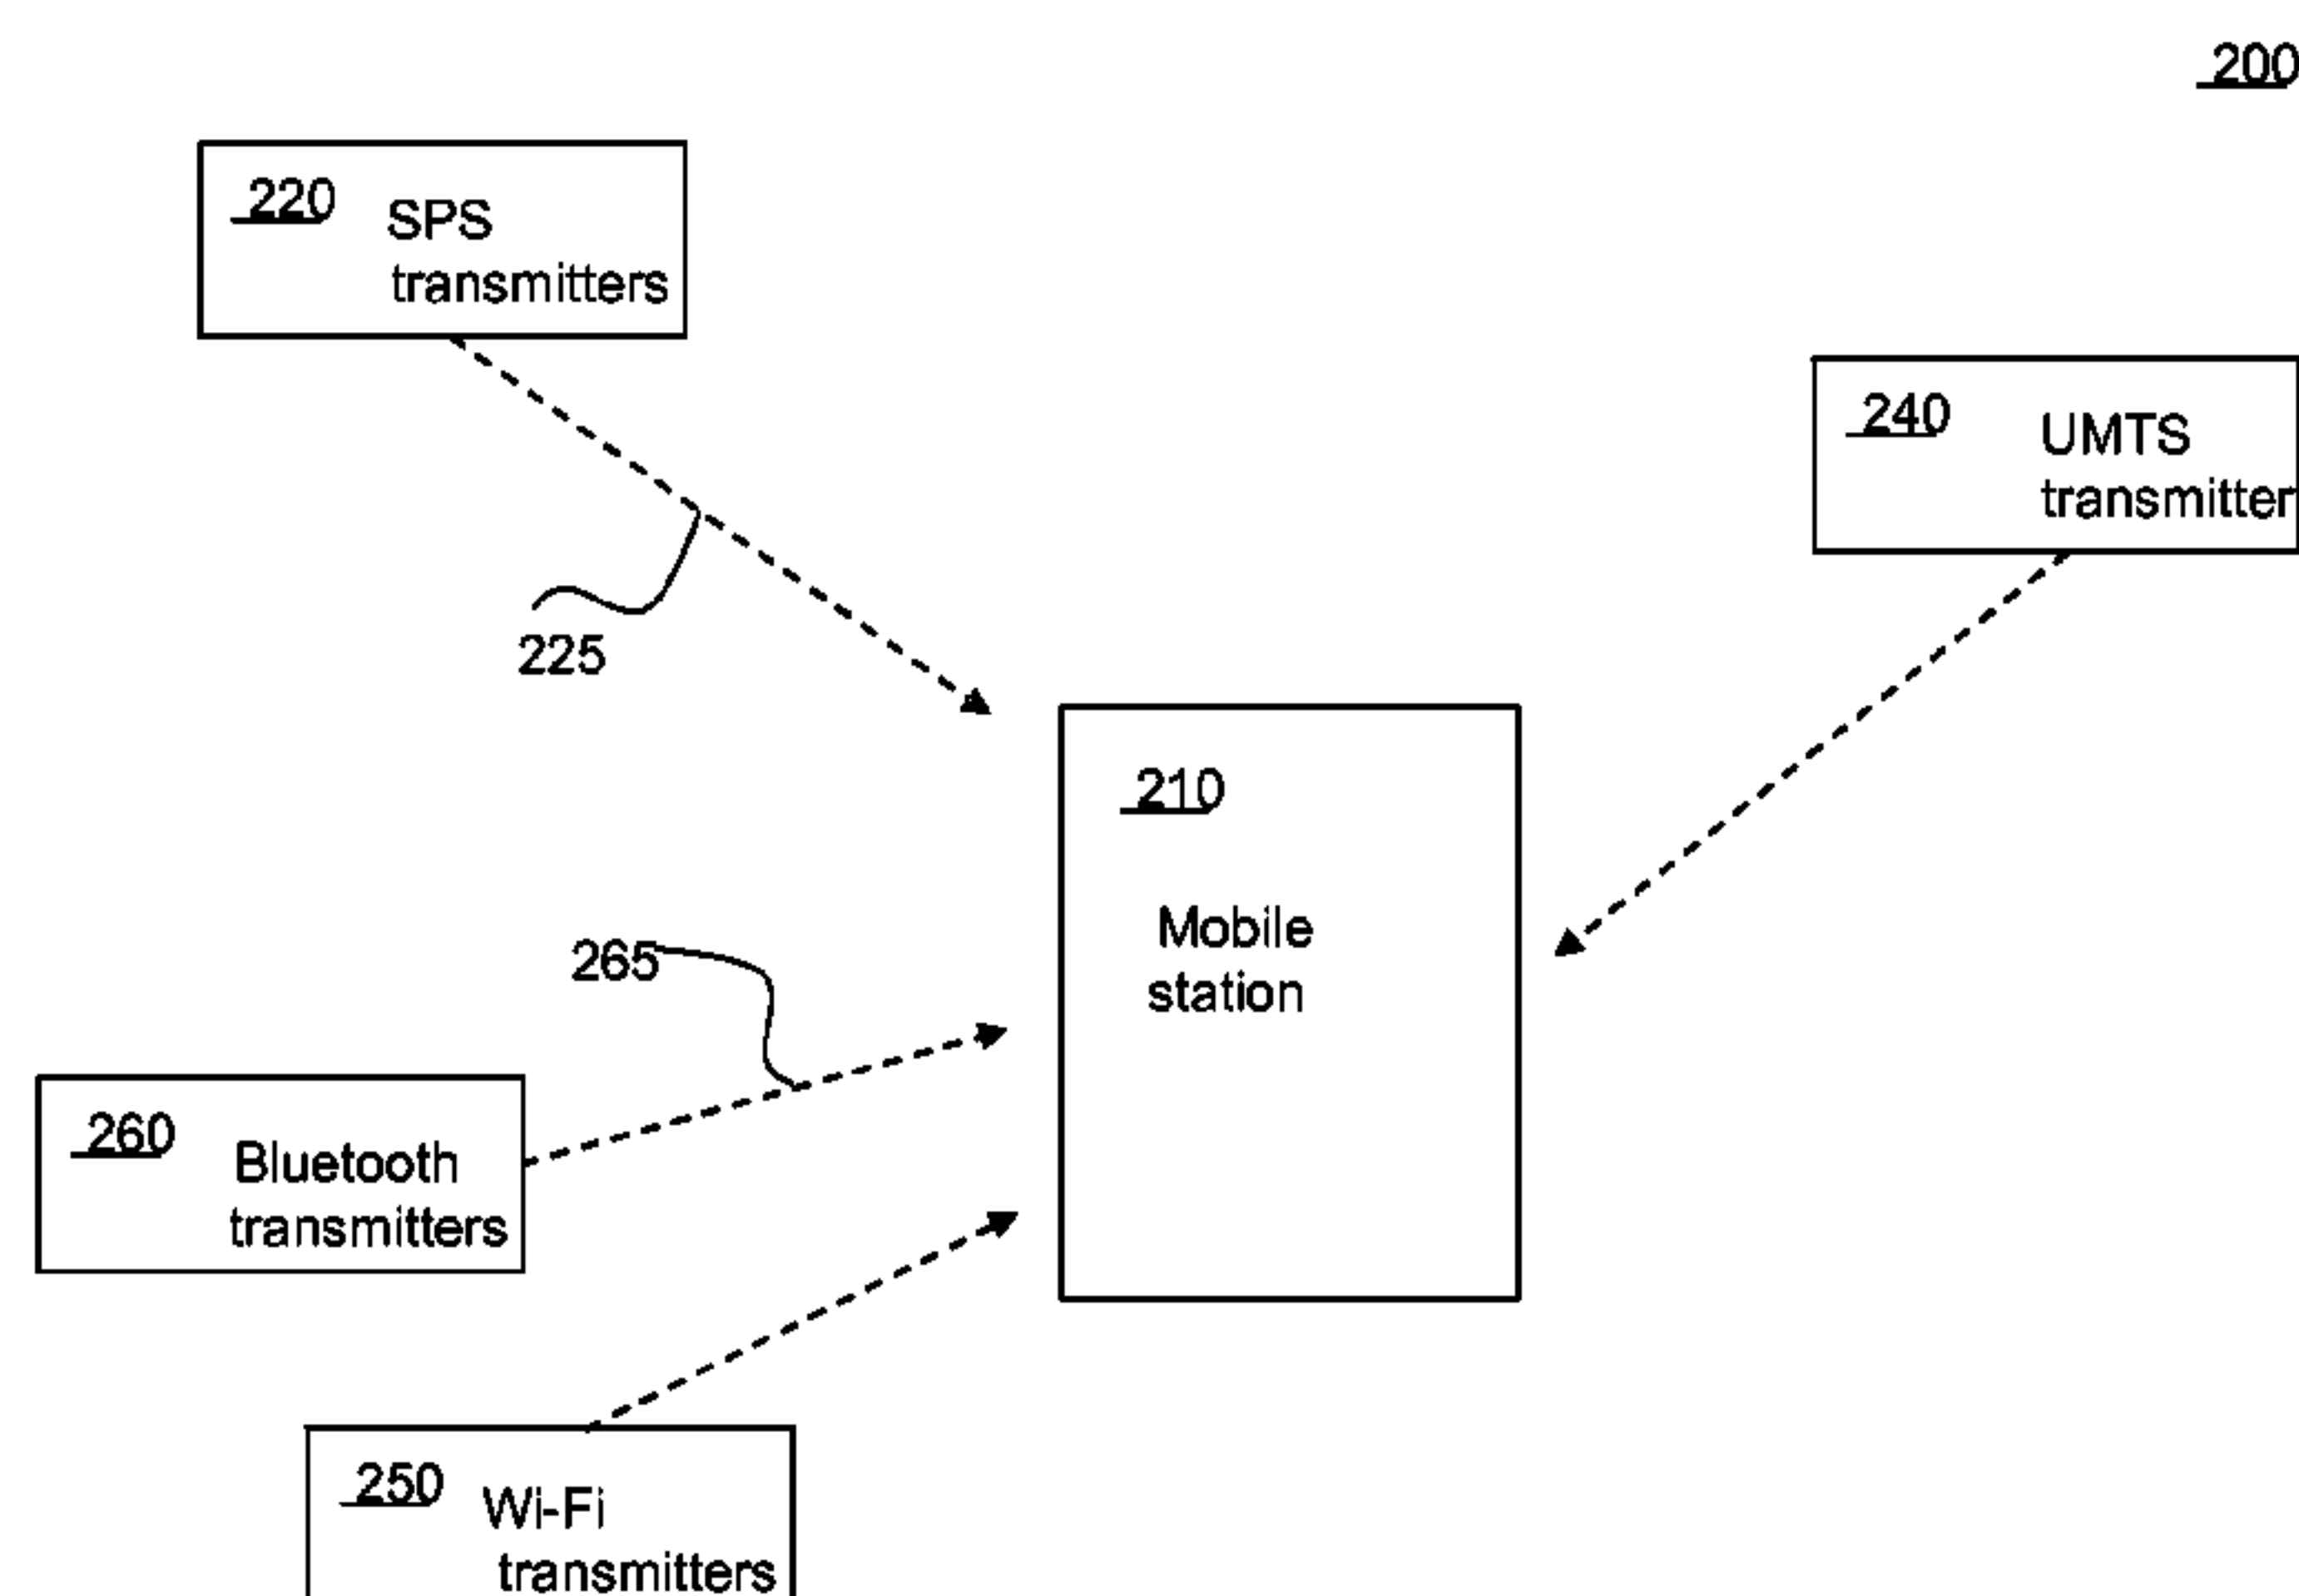 200
220
SPS
transmitters
240
UMTS
transmitter
225
210
Mobile
station
265
260
Bluetooth
transmitters
250
Wi-Fi
transmitters